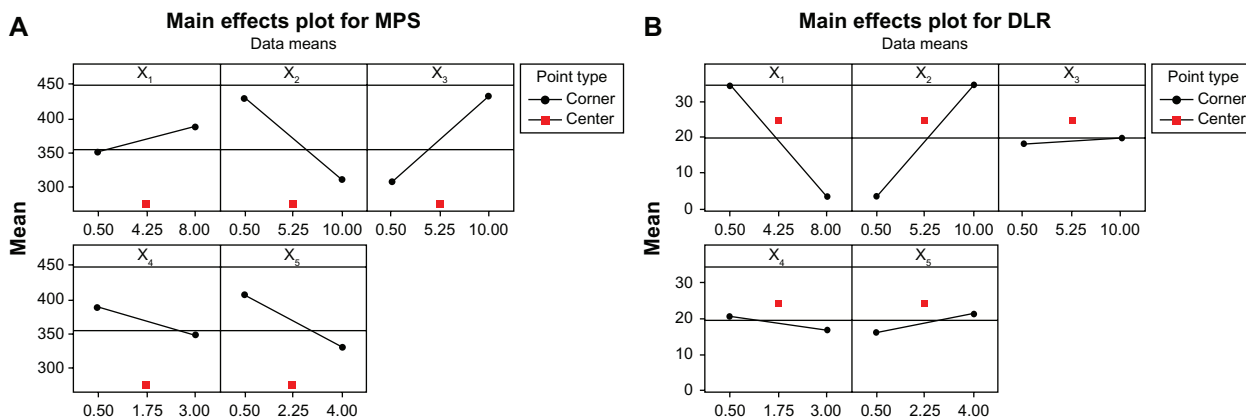 A
Main effects plot for MPS
Data means
X1 X2 X3
450
400
350
300
0.50 4.25 8.00 0.50 5.25 10.00 0.50 5.25 10.00
Point type
Corner
Center
Mean
X4 X5
450
400
350
300
0.50 1.75 3.00 0.50 2.25 4.00
B
Main effects plot for DLR
Data means
X1 X2 X3
30
20
10
0
0.50 4.25 8.00 0.50 5.25 10.00 0.50 5.25 10.00
Point type
Corner
Center
Mean
X4 X5
30
20
10
0
0.50 1.75 3.00 0.50 2.25 4.00